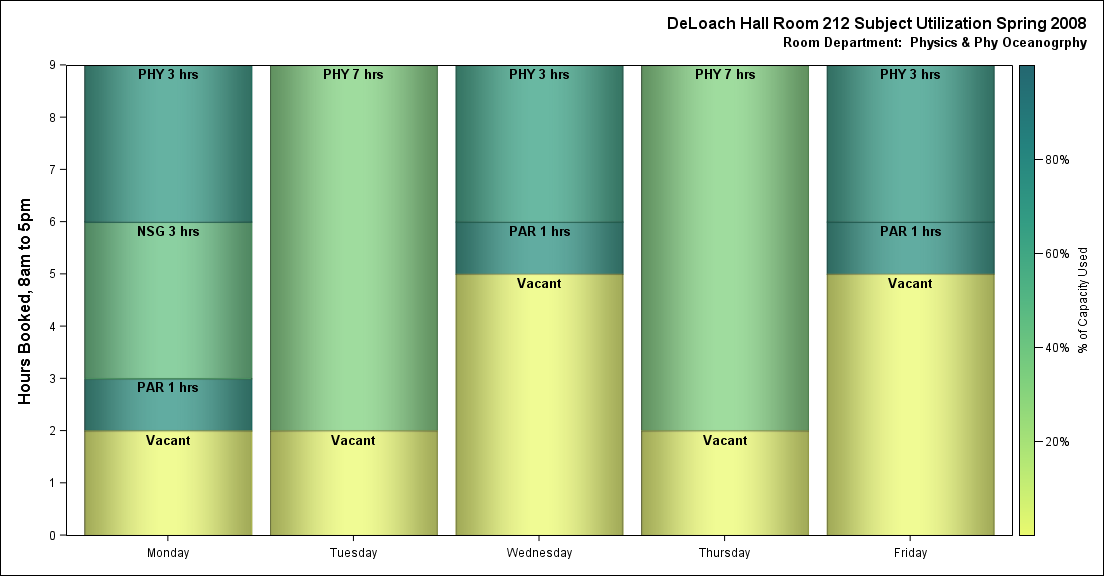 DeLoach Hall Room 212 Subject Utilization Spring 2008
Room Department:  Physics & Phy Oceanogrphy
Hours Booked, 8am to 5pm
9
8
7
6
5
4
3
2
1
0
PHY 3 hrs
NSG 3 hrs
PAR 1 hrs
Vacant
PHY 7 hrs
Vacant
PHY 3 hrs
PAR 1 hrs
Vacant
PHY 7 hrs
Vacant
PHY 3 hrs
PAR 1 hrs
Vacant
Monday
Tuesday
Wednesday
Thursday
Friday
80%
60%
40%
20%
% of Capacity Used